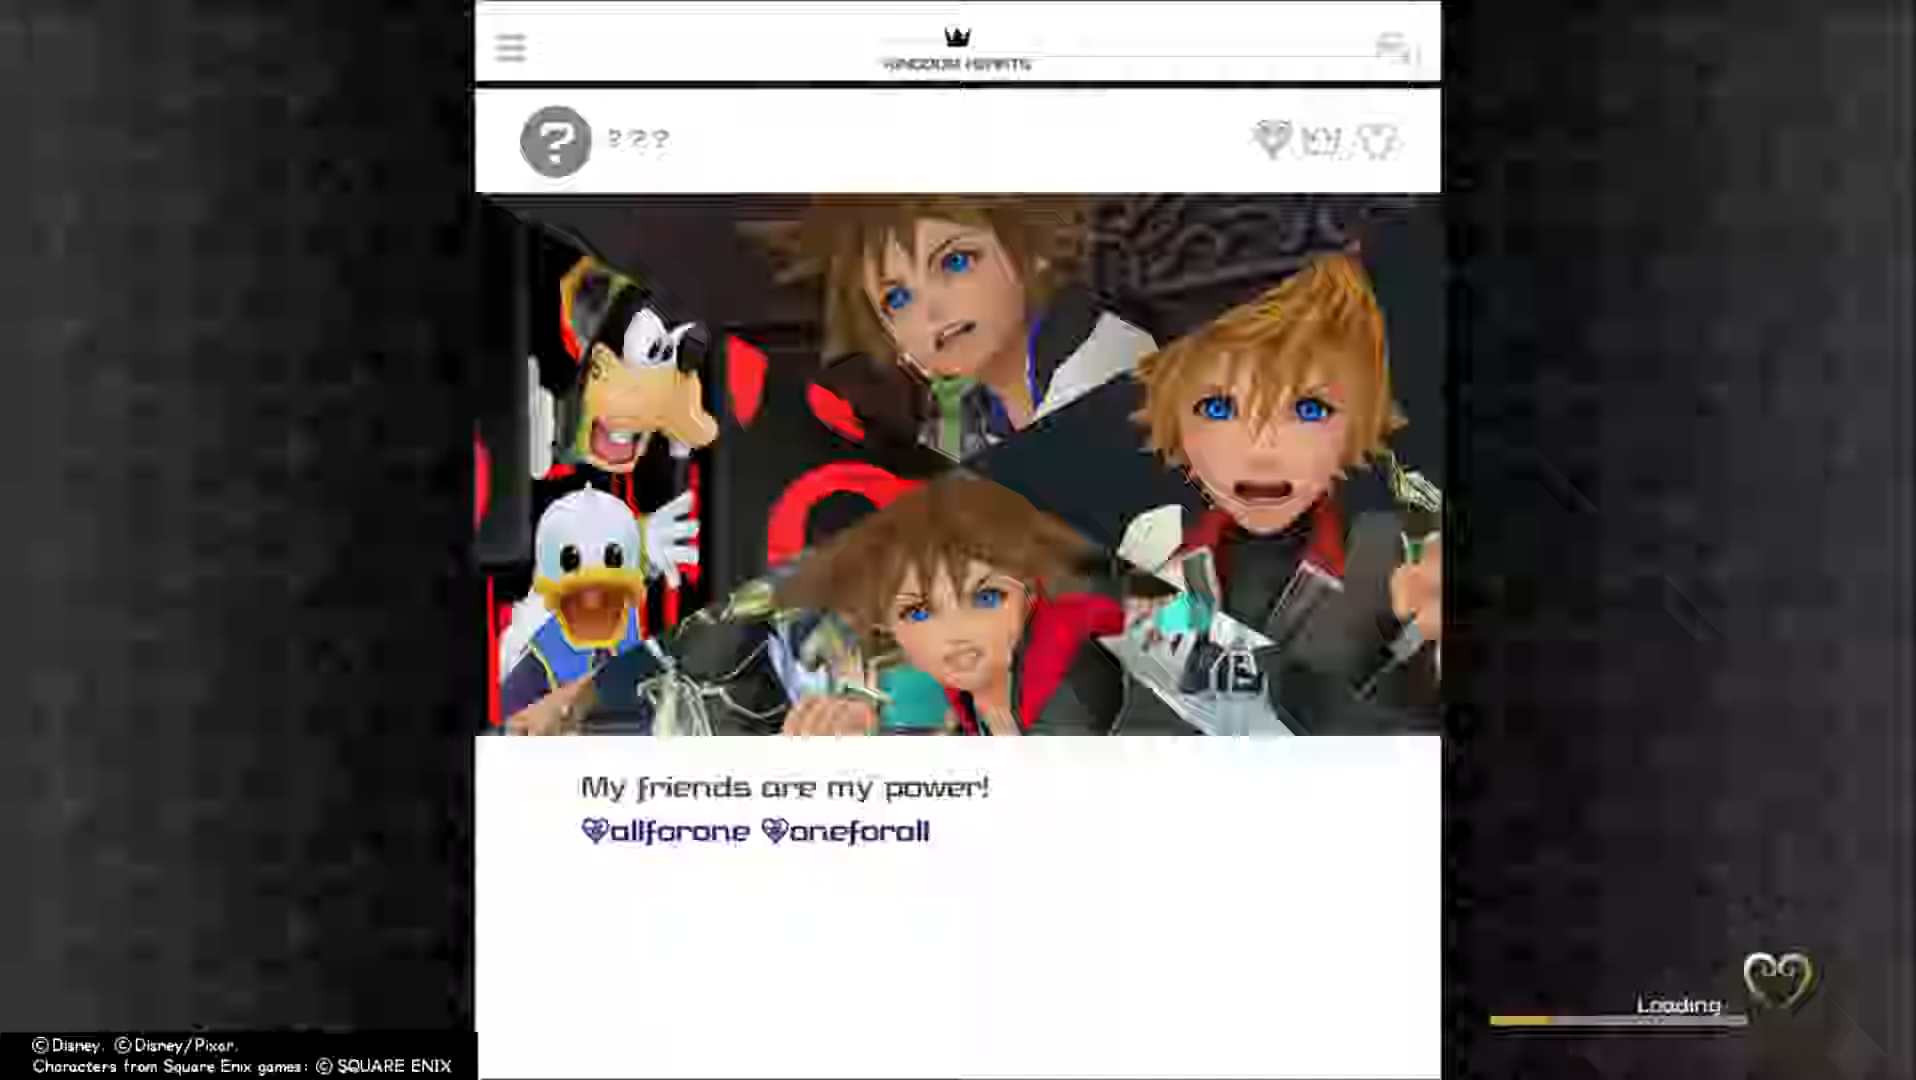 KINGDOM HEARTS
? ???
My friends are my power!
allforone oneforall
Loading
© Disney. © Disney/Pixar.
Characters from Square Enix games: © SQUARE ENIX